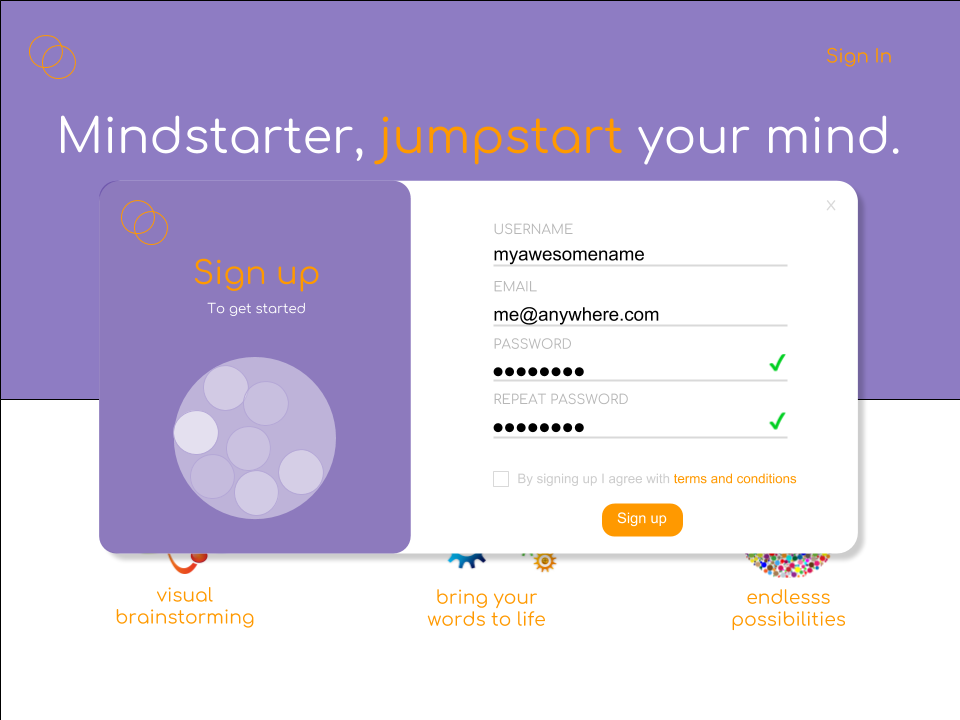 Sign In
Mindstarter, jumpstart your mind.
Sign up
To get started
x
USERNAME
myawesomename
EMAIL
me@anywhere.com
PASSWORD
●●●●●●●●
REPEAT PASSWORD
●●●●●●●●
By signing up I agree with terms and conditions
Sign up
visual
brainstorming
bring your
words to life
endlesss
possibilities